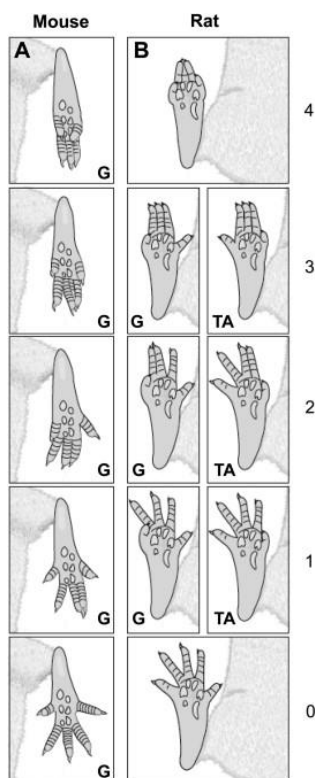 Mouse Rat
A B
G 4
G G TA 3
G G TA 2
G G TA 1
G 0